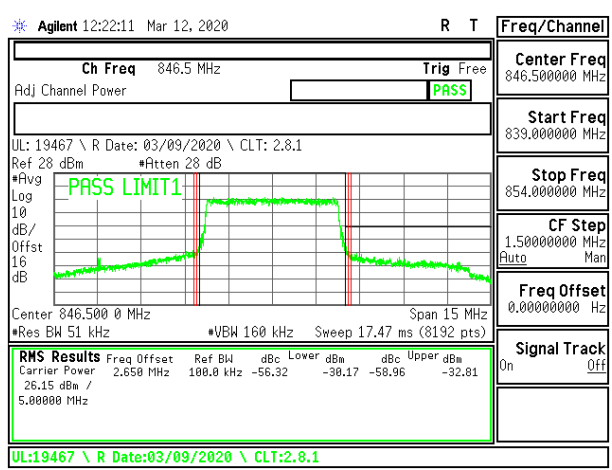 Agilent 12:22:11 Mar 12, 2020 R T
Freq/Channel
Ch Freq 846.5 MHz Trig Free
Adj Channel Power PASS
Center Freq
846.500000 MHz
Start Freq
839.000000 MHz
Stop Freq
854.000000 MHz
CF Step
1.50000000 MHz
Auto Man
Freq Offset
0.00000000 Hz
Signal Track
On Off
UL: 19467 \ R Date: 03/09/2020 \ CLT: 2.8.1
Ref 28 dBm #Atten 28 dB
#Avg
Log
10
dB/
Offst
16
dB
PASS LIMIT1
Center 846.500 0 MHz Span 15 MHz
#Res BW 51 kHz #VBW 160 kHz Sweep 17.47 ms (8192 pts)
RMS Results Freq Offset Ref BW dBc Lower dBm dBc Upper dBm
Carrier Power 2.650 MHz 100.0 kHz -56.32 -30.17 -58.96 -32.81
26.15 dBm /
5.00000 MHz
UL:19467 \ R Date:03/09/2020 \ CLT:2.8.1